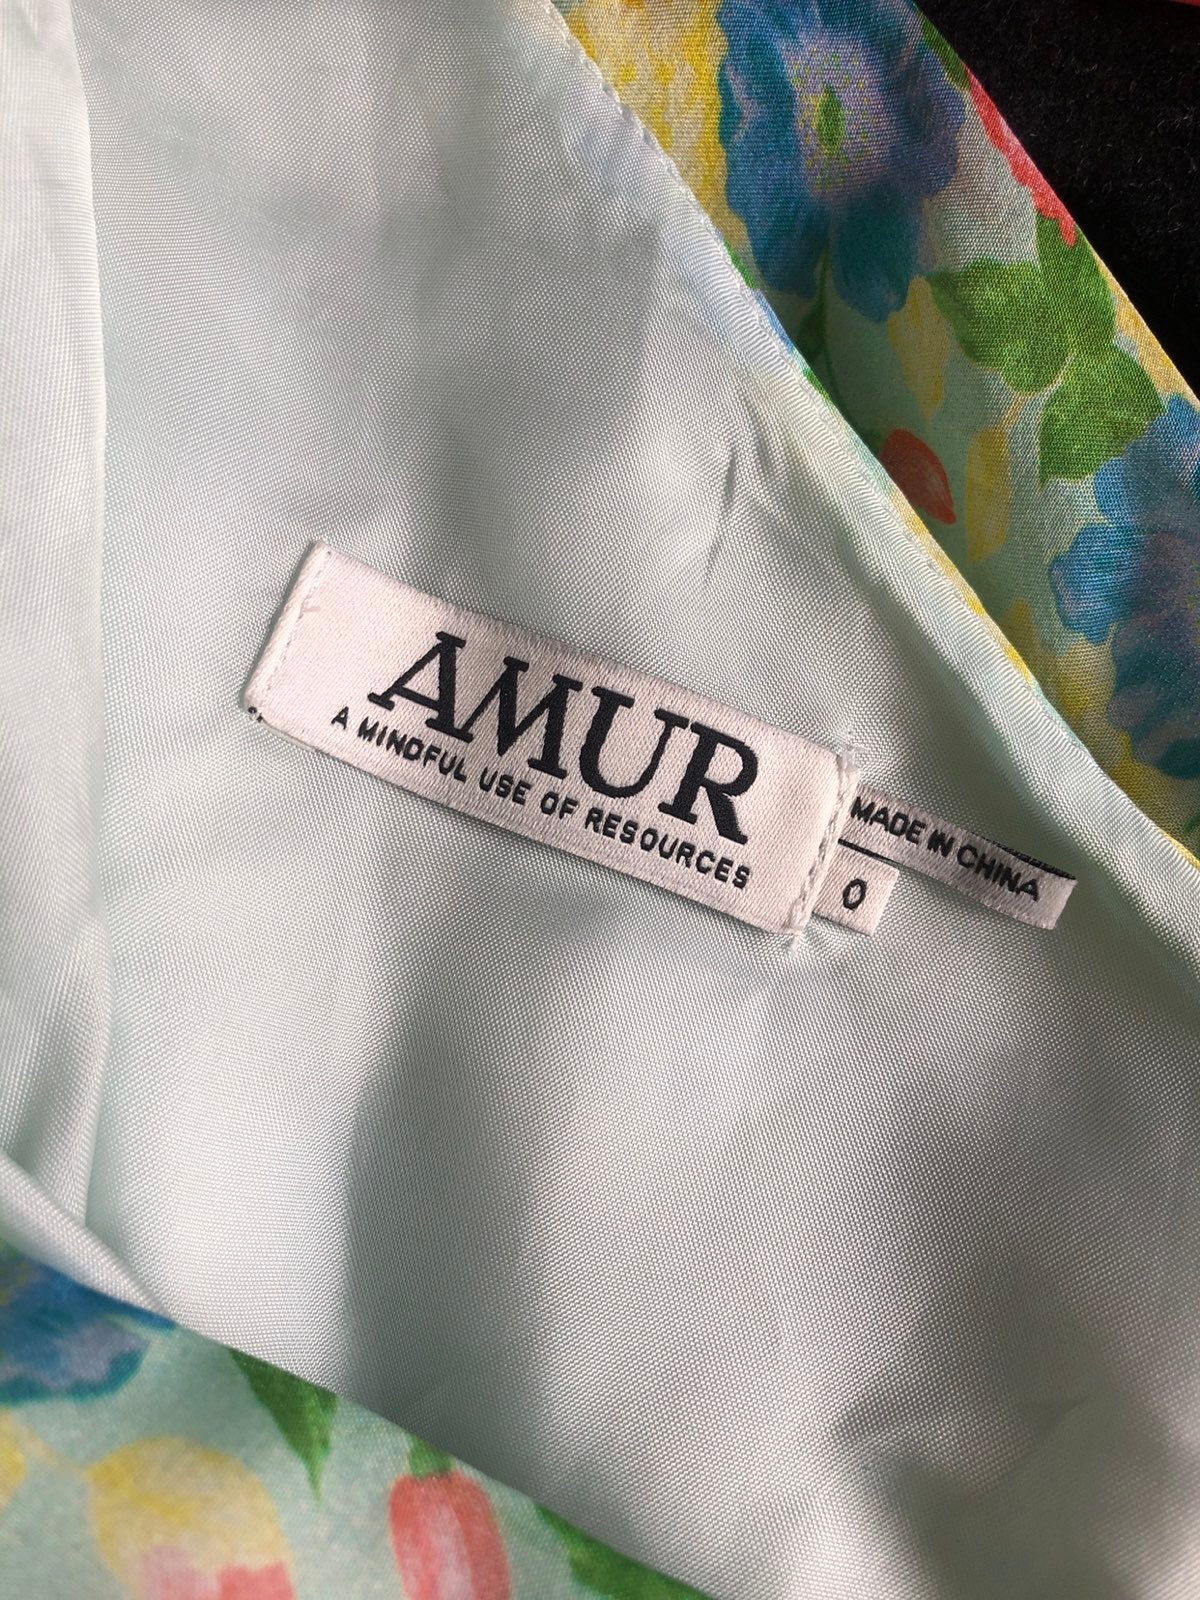 AMUR
A MINDFUL USE OF RESOURCES
MADE IN CHINA
0